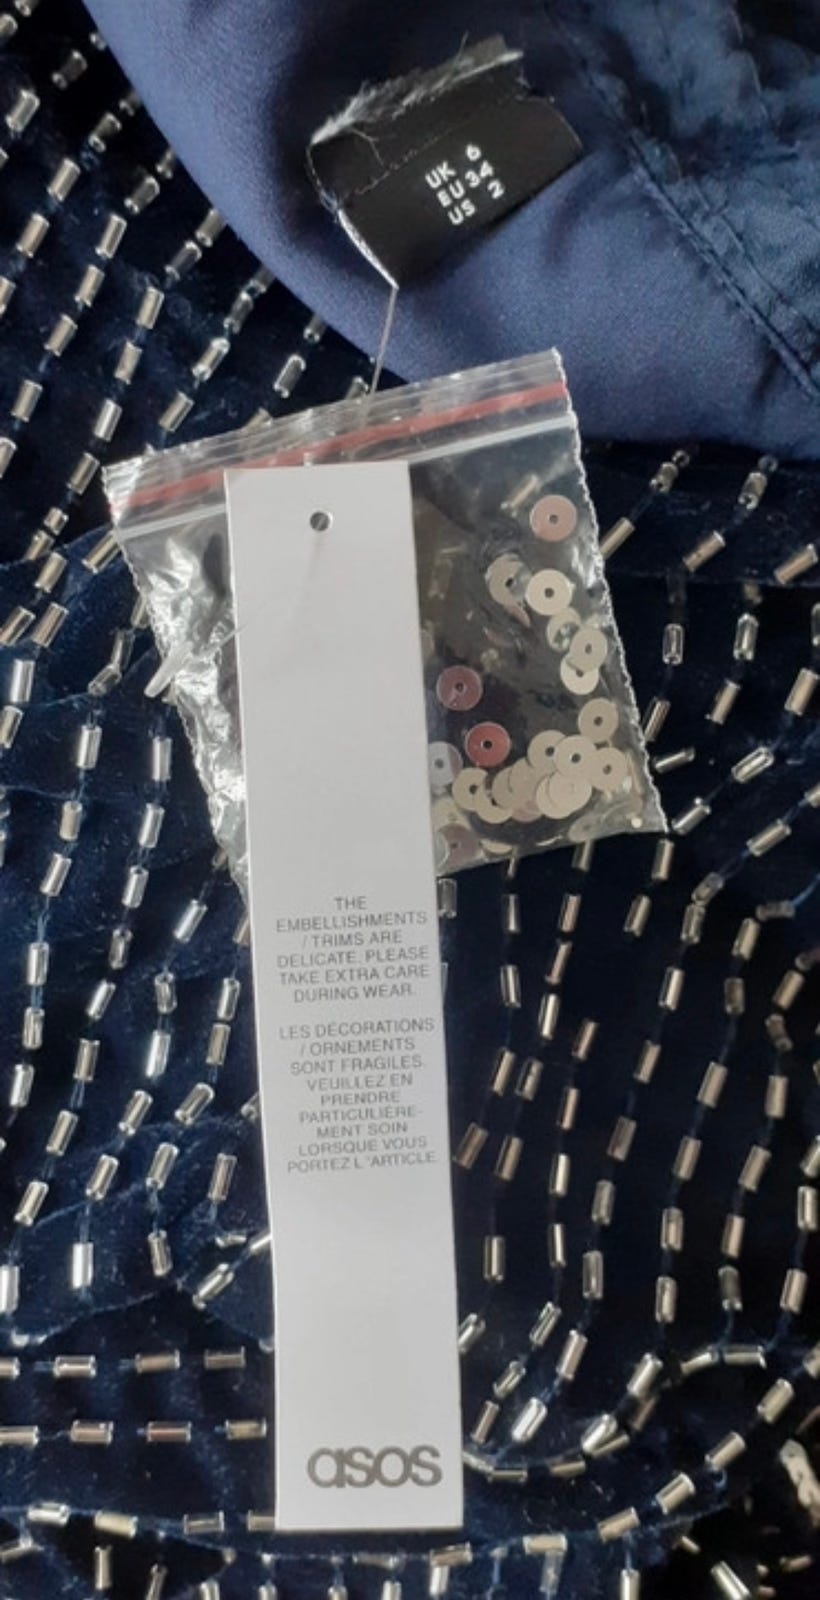 UK 6
EU 34
US 2
THE
EMBELLISHMENTS
/ TRIMS ARE
DELICATE. PLEASE
TAKE EXTRA CARE
DURING WEAR.
LES DÉCORATIONS
/ ORNEMENTS
SONT FRAGILES.
VEUILLEZ EN
PRENDRE
PARTICULIÈRE-
MENT SOIN
LORSQUE VOUS
PORTEZ L'ARTICLE
asos